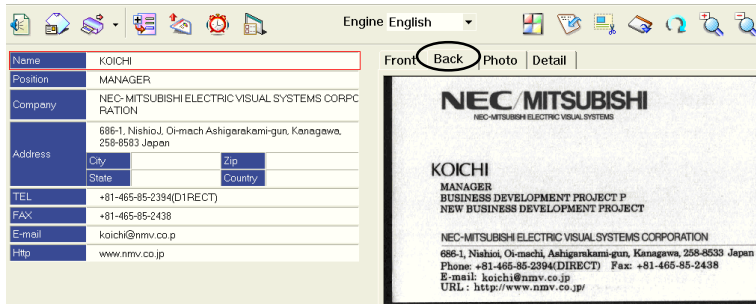 Engine English
Name KOICHI
Position MANAGER
Company NEC- MITSUBISHI ELECTRIC VISUAL SYSTEMS CORPO
RATION
Address 686-1, NishioJ, Oi-mach Ashigarakami-gun, Kanagawa,
258-8583 Japan
City Zip
State Country
TEL +81-465-85-2394(D1RECT)
FAX +81-465-85-2438
E-mail koichi@nmv.co.p
Http www.nmv.co.jp
Front Back Photo Detail
NEC/MITSUBISHI
NEC-MITSUBISHI ELECTRIC VISUAL SYSTEMS
KOICHI
MANAGER
BUSINESS DEVELOPMENT PROJECT P
NEW BUSINESS DEVELOPMENT PROJECT
NEC-MITSUBISHI ELECTRIC VISUAL SYSTEMS CORPORATION
686-1, Nishioi, Oi-machi, Ashigarakami-gun, Kanagawa, 258-8533 Japan
Phone: +81-465-85-2394(DIRECT) Fax: +81-465-85-2438
E-mail: koichi@nmv.co.jp
URL : http://www.nmv.co.jp/